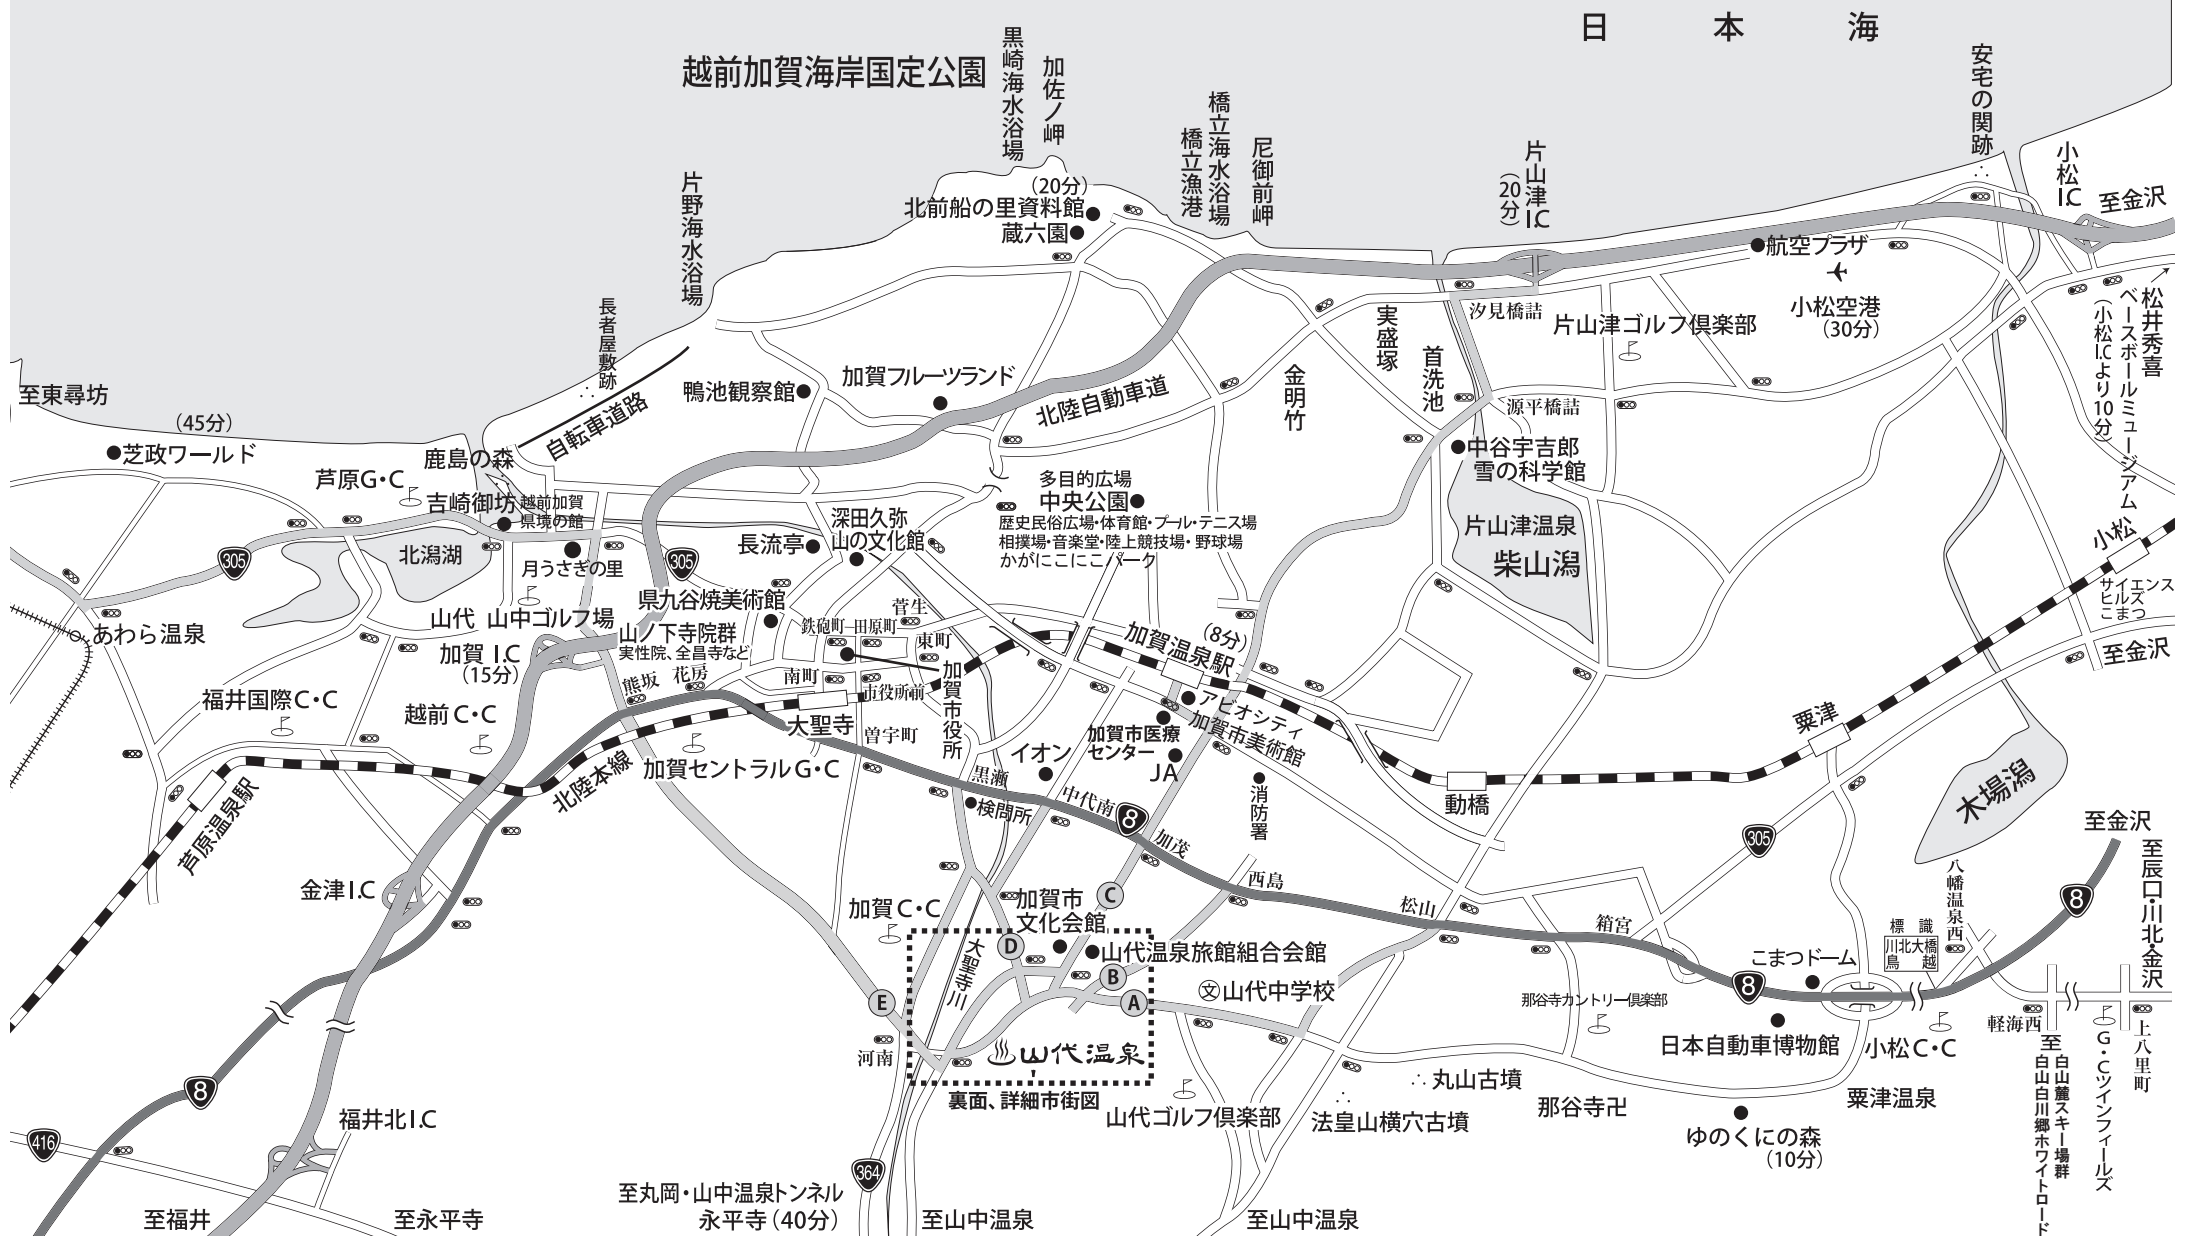 日本海
越前加賀海岸国定公園
黒崎海水浴場
加佐ノ岬
橋立海水浴場
橋立漁港
尼御前岬
片山津I.C
(20分)
安宅の関跡
小松I.C
至金沢
片野海水浴場
(20分)
北前船の里資料館
蔵六園
航空プラザ
小松空港
(30分)
松井秀喜
ベースボールミュージアム
(小松I.Cより10分)
長者屋敷跡
汐見橋詰
片山津ゴルフ倶楽部
実盛塚
首洗池
金明竹
鴨池観察館
加賀フルーツランド
北陸自動車道
自転車道路
源平橋詰
至東尋坊
(45分)
芝政ワールド
鹿島の森
芦原G・C
吉崎御坊
越前加賀
県境の館
中谷宇吉郎
雪の科学館
多目的広場
中央公園
歴史民俗広場・体育館・プール・テニス場
相撲場・音楽堂・陸上競技場・野球場
かがにこにこパーク
深田久弥
山の文化館
長流亭
片山津温泉
柴山潟
小松
サイエンス
ヒルズ
こまつ
至金沢
305
北潟湖
月うさぎの里
305
県九谷焼美術館
山代 山中ゴルフ場
菅生
鉄砲町
田原町
東町
山ノ下寺院群
実性院、全昌寺など
加賀 I.C
(15分)
あわら温泉
熊坂
花房
南町
市役所前
加賀市役所
加賀温泉駅
(8分)
アビオシティ
加賀市美術館
加賀市医療
センター
JA
福井国際C・C
越前C・C
大聖寺
曽宇町
イオン
粟津
木場潟
北陸本線
加賀セントラルG・C
黒瀬
検問所
中代南
8
加茂
消防署
動橋
芦原温泉駅
305
至金沢
至辰口・川北・金沢
金津I.C
加賀C・C
加賀市
文化会館
C
西島
松山
箱宮
八幡温泉西
標識
川北大橋
鳥越
8
D
大聖寺川
山代温泉旅館組合会館
B
A
E
文
山代中学校
こまつドーム
8
那谷寺カントリー倶楽部
日本自動車博物館
小松C・C
軽海西
上八里町
G・Cツインフィールズ
至
白山麓スキー場群
白山白川郷ホワイトロード
河南
山代温泉
裏面、詳細市街図
山代ゴルフ倶楽部
丸山古墳
法皇山横穴古墳
那谷寺卍
粟津温泉
ゆのくにの森
(10分)
8
福井北I.C
416
364
至丸岡・山中温泉トンネル
永平寺(40分)
至福井
至永平寺
至山中温泉
至山中温泉